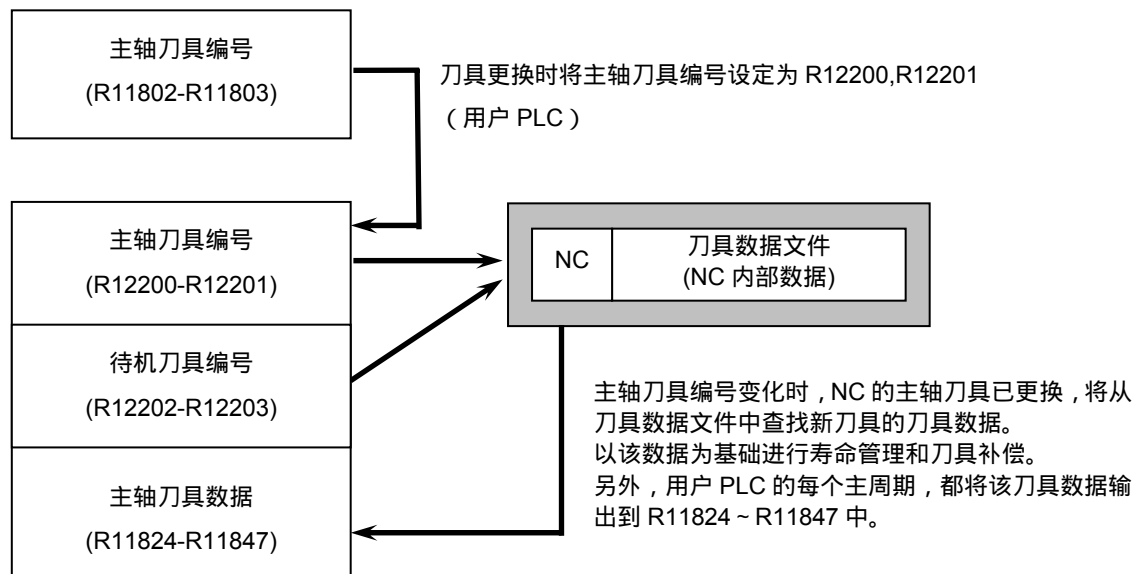 主轴刀具编号
(R11802-R11803)
刀具更换时将主轴刀具编号设定为 R12200,R12201
（用户 PLC）
主轴刀具编号
(R12200-R12201)
NC
刀具数据文件
(NC 内部数据)
待机刀具编号
(R12202-R12203)
主轴刀具数据
(R11824-R11847)
主轴刀具编号变化时，NC 的主轴刀具已更换，将从
刀具数据文件中查找新刀具的刀具数据。
以该数据为基础进行寿命管理和刀具补偿。
另外，用户 PLC 的每个主周期，都将该刀具数据输
出到 R11824～R11847 中。